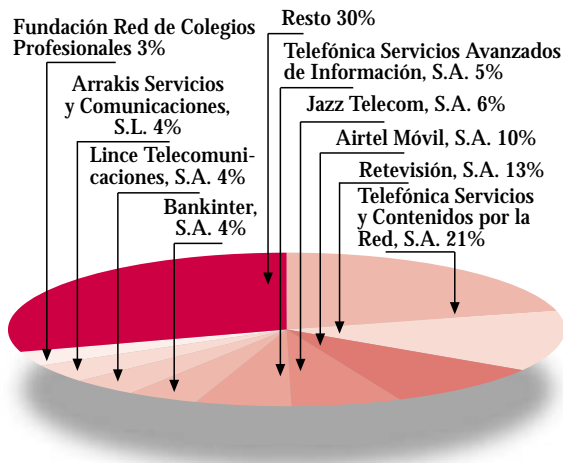 Fundación Red de Colegios
Profesionales 3%
Arrakis Servicios
y Comunicaciones,
S.L. 4%
Lince Telecomuni-
caciones, S.A. 4%
Bankinter,
S.A. 4%
Resto 30%
Telefónica Servicios Avanzados
de Información, S.A. 5%
Jazz Telecom, S.A. 6%
Airtel Móvil, S.A. 10%
Retevisión, S.A. 13%
Telefónica Servicios
y Contenidos por la
Red, S.A. 21%